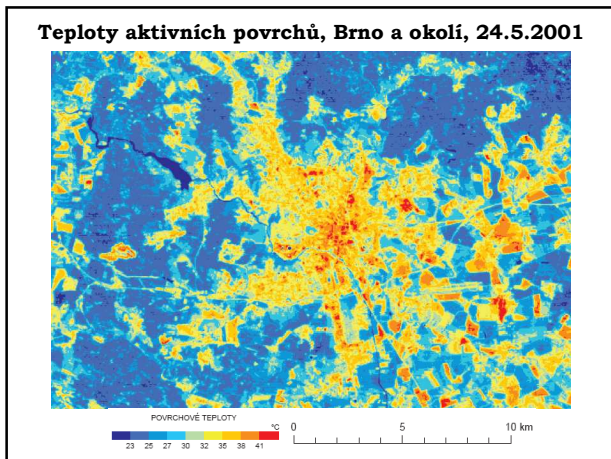 Teploty aktivních povrchů, Brno a okolí, 24.5.2001
POVRCHOVÉ TEPLOTY
°C
23 25 27 30 32 35 38 41
0 5 10 km